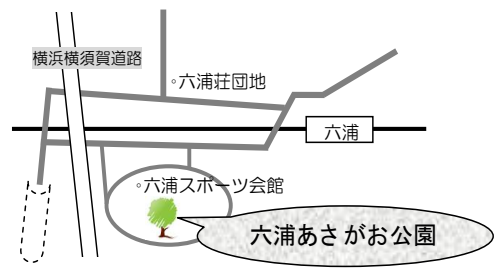 横浜横須賀道路
六浦荘団地
六浦
六浦スポーツ会館
六浦あさがお公園